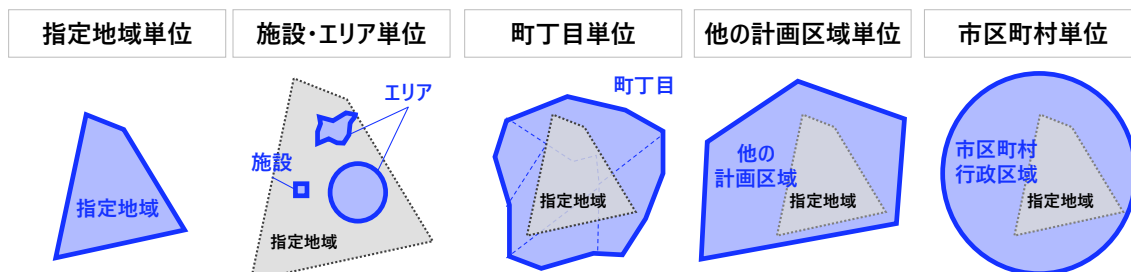 指定地域単位
施設・エリア単位
町丁目単位
他の計画区域単位
市区町村単位
指定地域
エリア
施設
指定地域
町丁目
指定地域
他の
計画区域
指定地域
市区町村
行政区域
指定地域